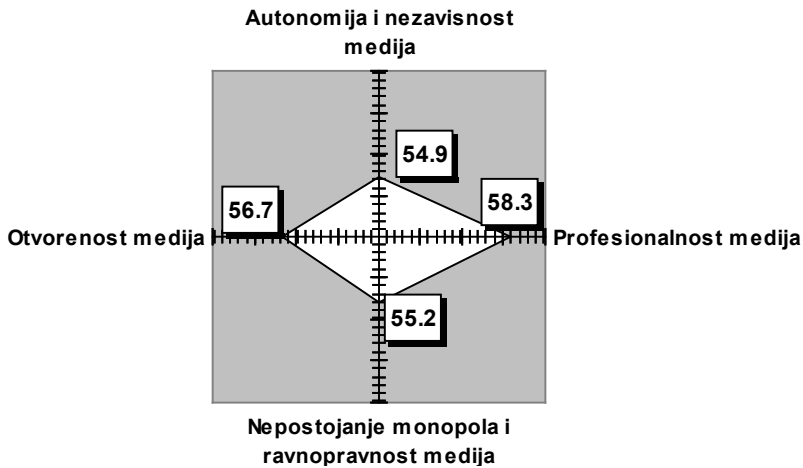 Autonomija i nezavisnost
medija
54.9
58.3
56.7
Otvorenost medija
Profesionalnost medija
55.2
Nepostojanje monopola i
ravnopravnost medija